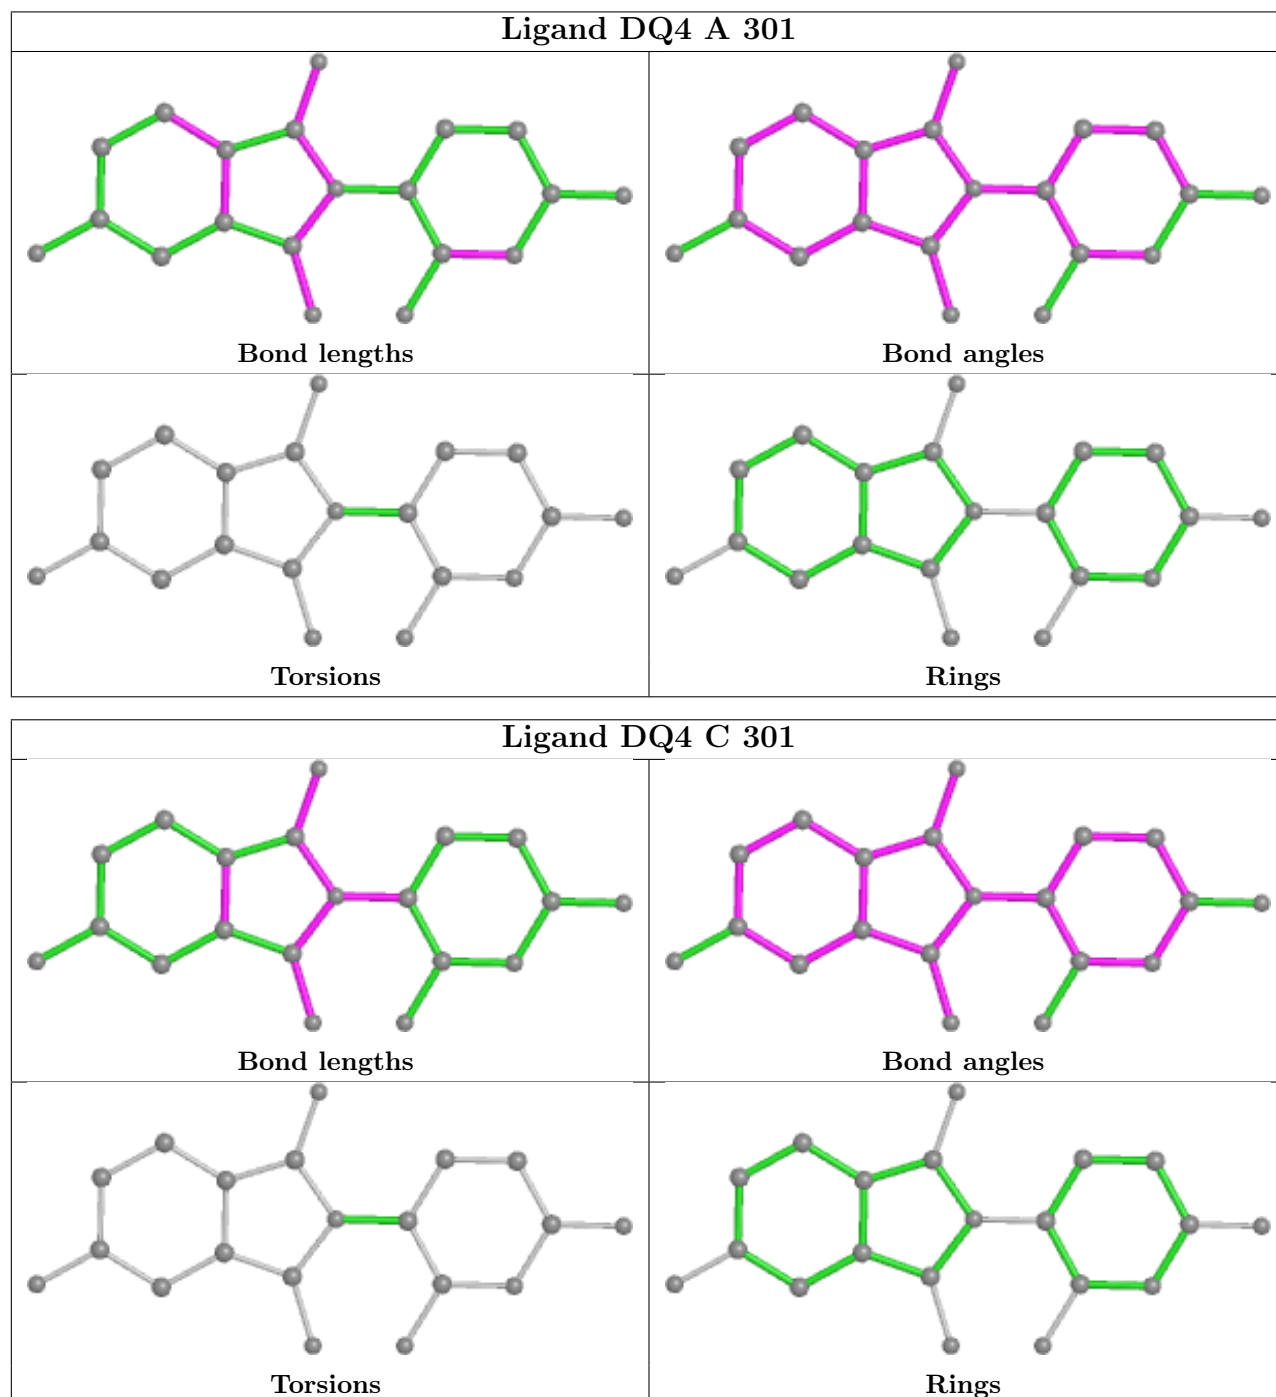 Ligand DQ4 A 301
Bond lengths
Bond angles
Torsions
Rings
Ligand DQ4 C 301
Bond lengths
Bond angles
Torsions
Rings